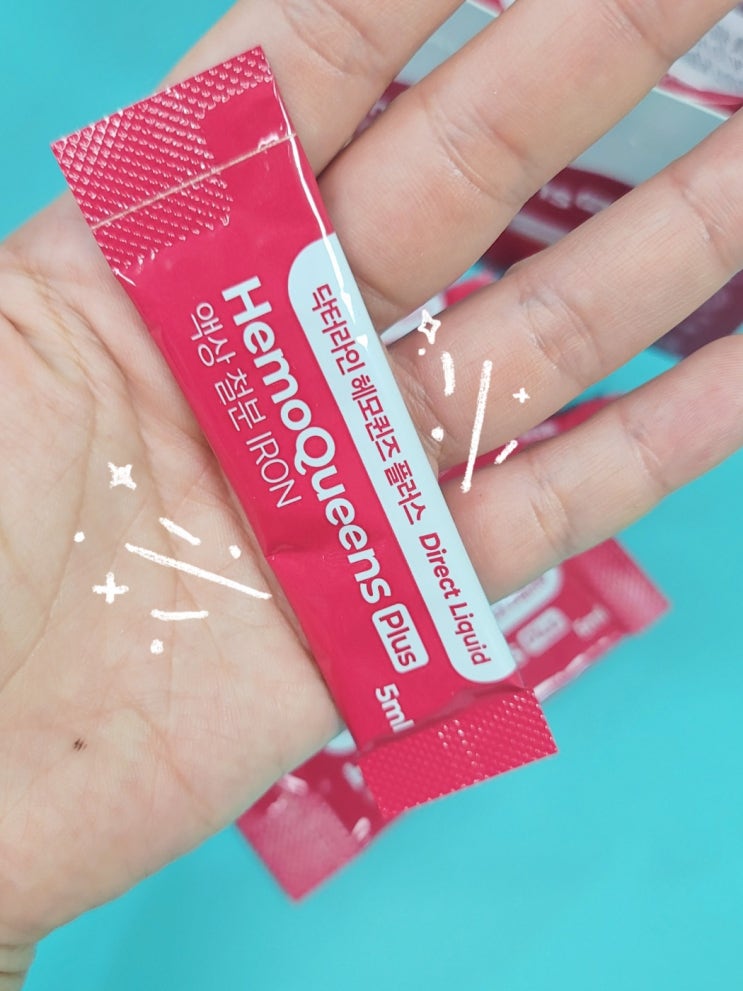 닥터라인 헤모퀸즈 플러스 Direct Liquid
HemoQueens Plus
액상 철분 IRON
5ml
Plus